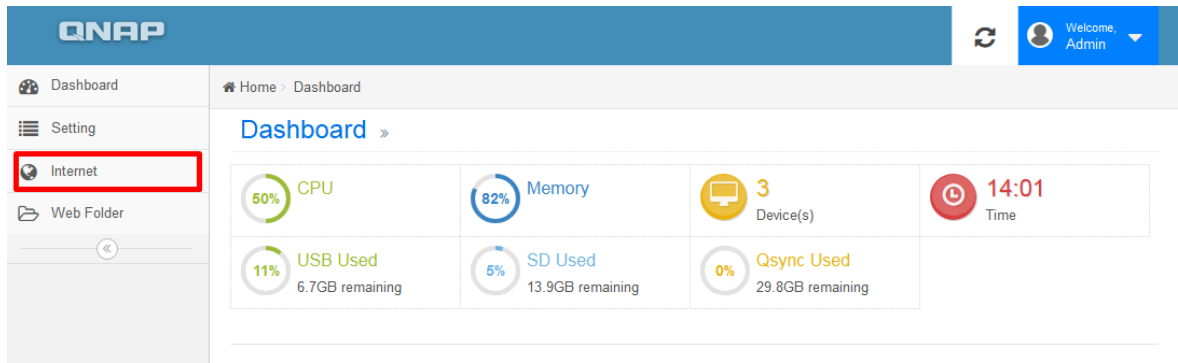 QNAP
Welcome,
Admin
Dashboard
Setting
Internet
Web Folder
Home > Dashboard
Dashboard »
50%
CPU
82%
Memory
3
Device(s)
14:01
Time
11%
USB Used
6.7GB remaining
5%
SD Used
13.9GB remaining
0%
Qsync Used
29.8GB remaining